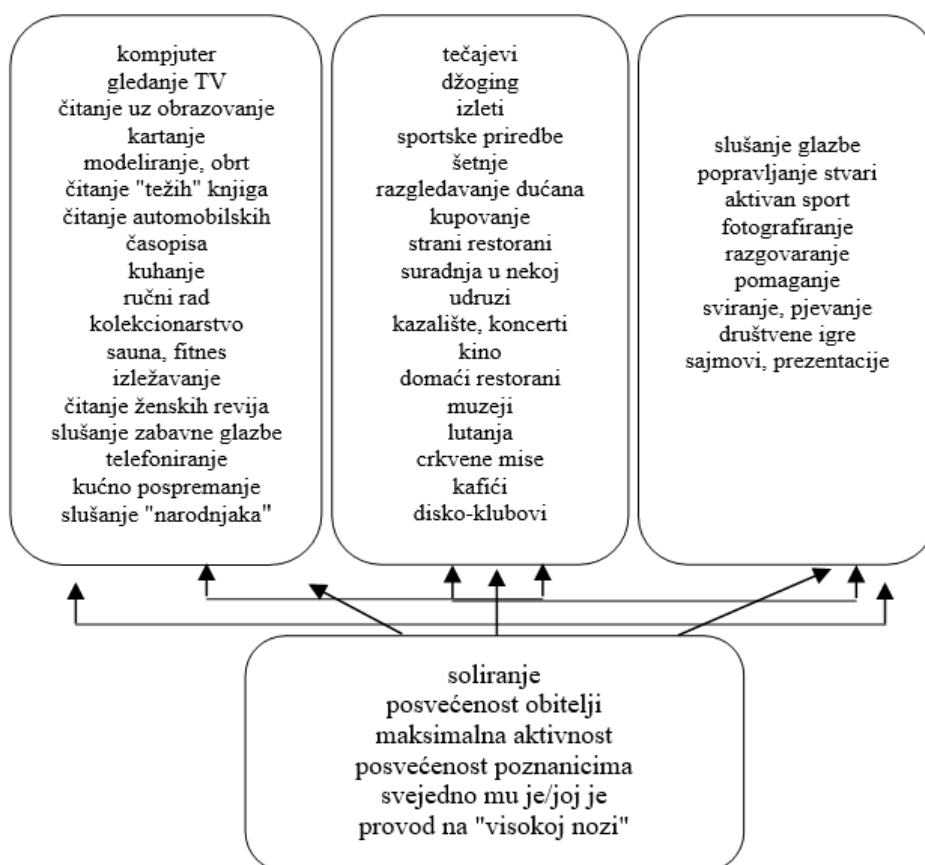 kompjuter
gledanje TV
čitanje uz obrazovanje
kartanje
modeliranje, obrt
čitanje "težih" knjiga
čitanje automobilskih
časopisa
kuhanje
ručni rad
kolekcionarstvo
sauna, fitnes
izležavanje
čitanje ženskih revija
slušanje zabavne glazbe
telefoniranje
kućno pospremanje
slušanje "narodnjaka"
tečajevi
džoging
izleti
sportske priredbe
šetnje
razgledavanje dućana
kupovanje
strani restorani
suradnja u nekoj
udruzi
kazalište, koncerti
kino
domaći restorani
muzeji
lutanja
crkvene mise
kafići
disko-klubovi
slušanje glazbe
popravljanje stvari
aktivan sport
fotografiranje
razgovaranje
pomaganje
sviranje, pjevanje
društvene igre
sajmovi, prezentacije
soliranje
posvećenost obitelji
maksimalna aktivnost
posvećenost poznanicima
svejedno mu je/joj je
provod na "visokoj nozi"